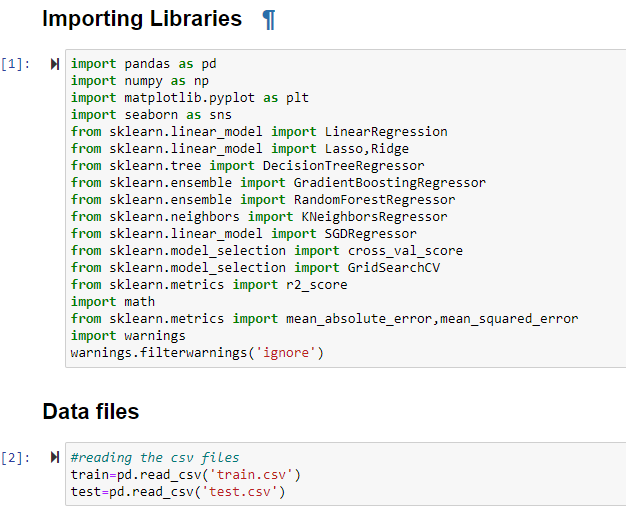 Importing Libraries ¶
[1]:
import pandas as pd
import numpy as np
import matplotlib.pyplot as plt
import seaborn as sns
from sklearn.linear_model import LinearRegression
from sklearn.linear_model import Lasso,Ridge
from sklearn.tree import DecisionTreeRegressor
from sklearn.ensemble import GradientBoostingRegressor
from sklearn.ensemble import RandomForestRegressor
from sklearn.neighbors import KNeighborsRegressor
from sklearn.linear_model import SGDRegressor
from sklearn.model_selection import cross_val_score
from sklearn.model_selection import GridSearchCV
from sklearn.metrics import r2_score
import math
from sklearn.metrics import mean_absolute_error,mean_squared_error
import warnings
warnings.filterwarnings('ignore')
Data files
[2]:
#reading the csv files
train=pd.read_csv('train.csv')
test=pd.read_csv('test.csv')